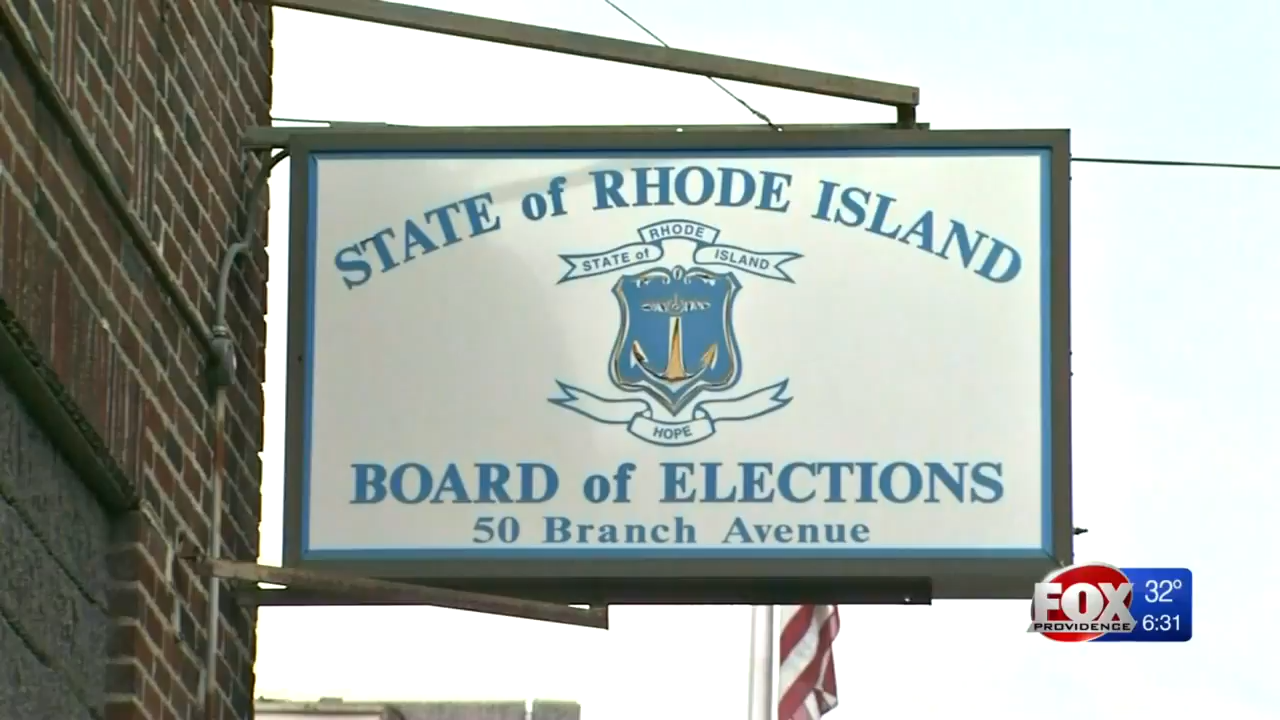 STATE of RHODE ISLAND
RHODE
STATE of ISLAND
HOPE
BOARD of ELECTIONS
50 Branch Avenue
FOX 32°
PROVIDENCE 6:31